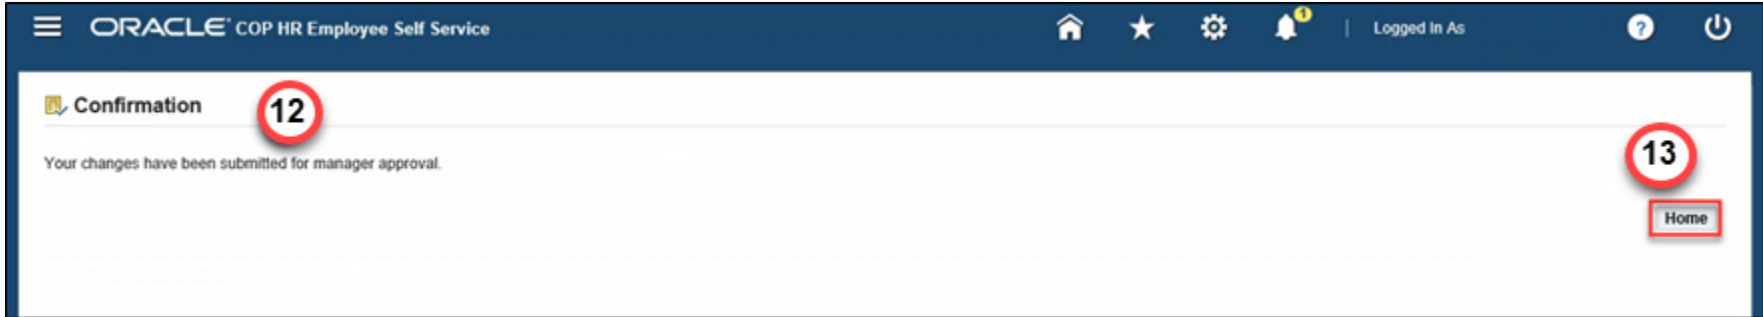 ORACLE COP HR Employee Self Service
1
| Logged In As
?
Confirmation
12
Your changes have been submitted for manager approval.
13
Home